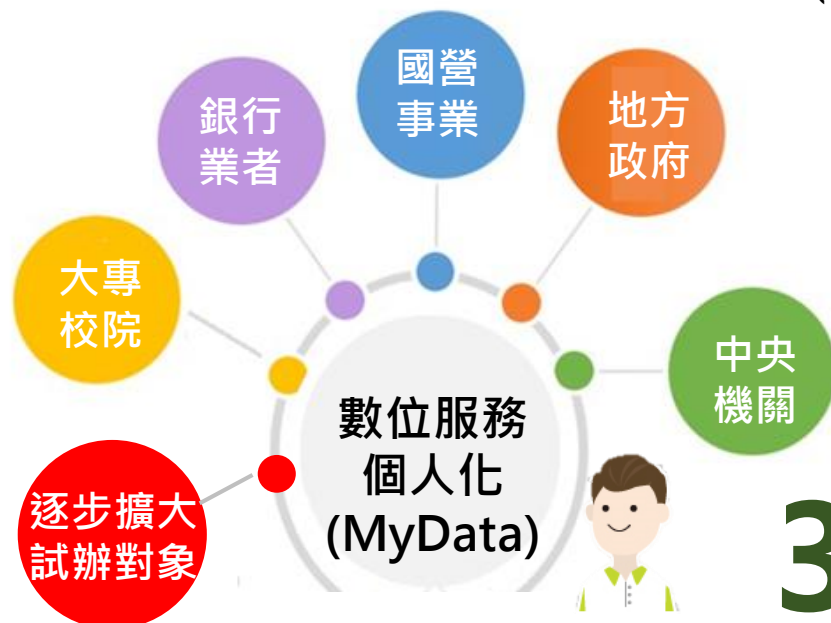 國營
事業
銀行
業者
地方
政府
大專
校院
中央
機關
數位服務
個人化
(MyData)
逐步擴大
試辦對象
3